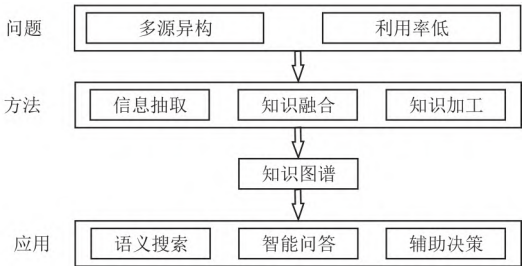 问题 多源异构 利用率低
方法 信息抽取 知识融合 知识加工
知识图谱
应用 语义搜索 智能问答 辅助决策